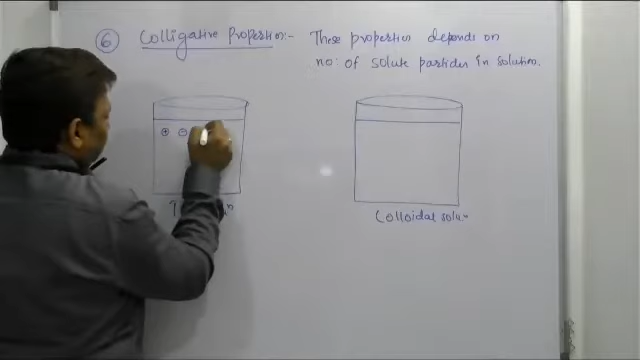 6 Colligative Properties:- These properties depends on
no: of solute particles in solution.
+ -
Colloidal solu-